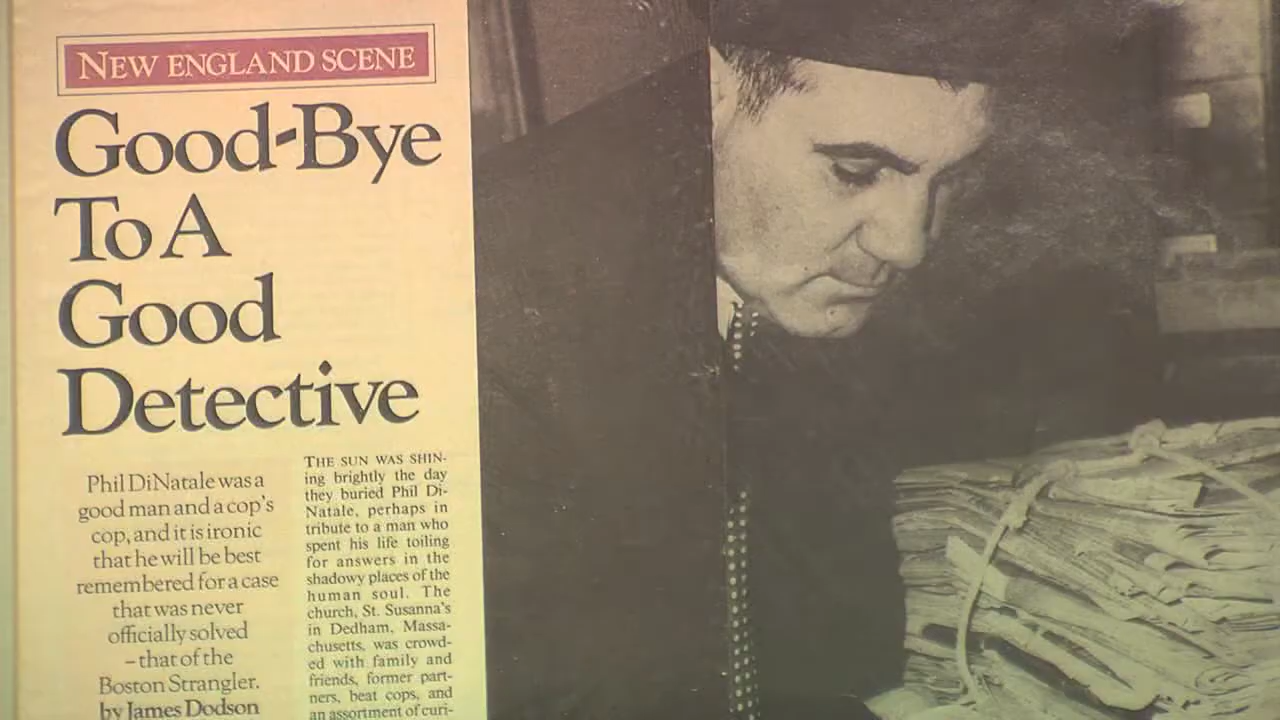 NEW ENGLAND SCENE
Good-Bye
To A
Good
Detective
Phil DiNatale was a
good man and a cop's
cop, and it is ironic
that he will be best
remembered for a case
that was never
officially solved
– that of the
Boston Strangler.
by James Dodson
THE SUN WAS SHIN-
ing brightly the day
they buried Phil Di-
Natale, perhaps in
tribute to a man who
spent his life toiling
for answers in the
shadowy places of the
human soul. The
church, St. Susanna's
in Dedham, Massa-
chusetts, was crowd-
ed with family and
friends, former part-
ners, beat cops, and
an assortment of curi-